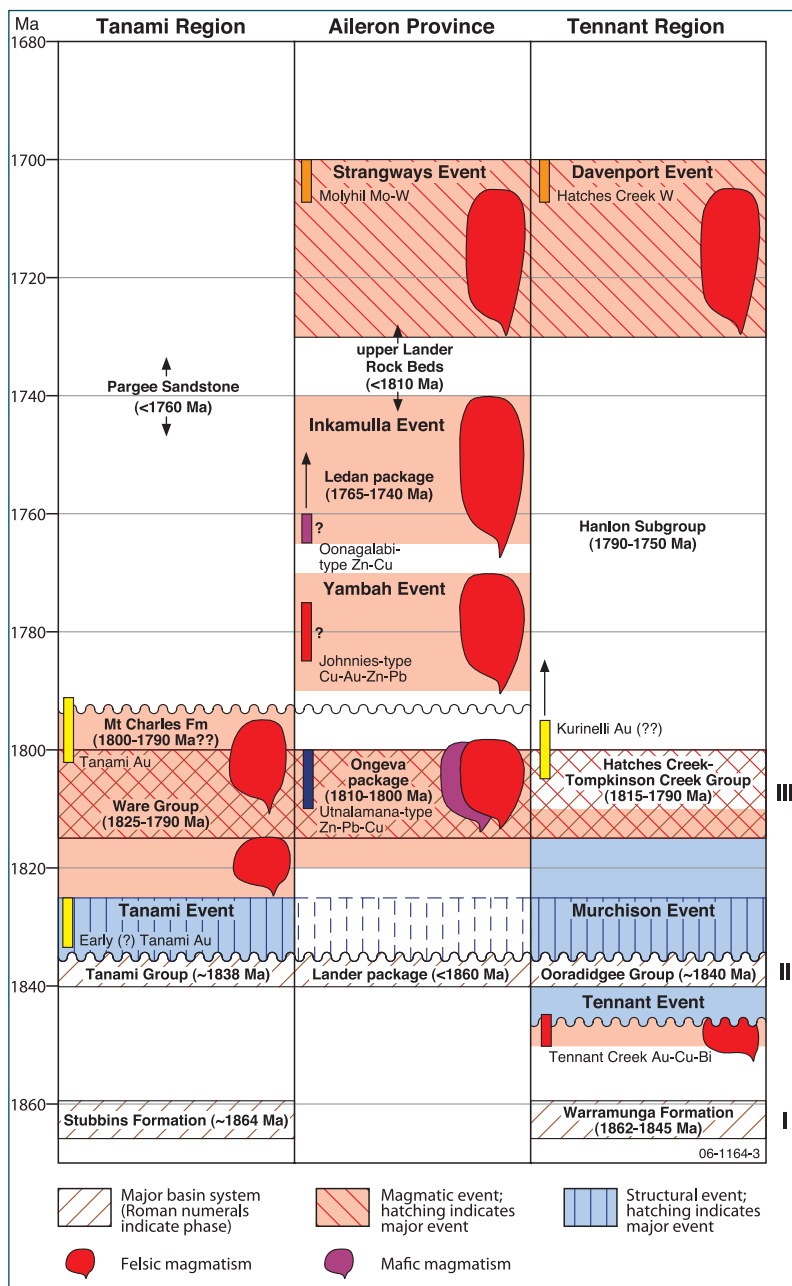 Ma
Tanami Region
Aileron Province
Tennant Region
1680
1700
1720
1740
1760
1780
1800
1820
1840
1860
Pargee Sandstone
(<1760 Ma)
Mt Charles Fm
(1800-1790 Ma??)
Tanami Au
Ware Group
(1825-1790 Ma)
Tanami Event
Early (?) Tanami Au
Tanami Group (~1838 Ma)
Stubbins Formation (~1864 Ma)
Strangways Event
Molyhil Mo-W
upper Lander
Rock Beds
(<1810 Ma)
Inkamulla Event
Ledan package
(1765-1740 Ma)
?
Oonagalabi-
type Zn-Cu
Yambah Event
?
Johnnies-type
Cu-Au-Zn-Pb
Ongeva
package
(1810-1800 Ma)
Utnalamana-type
Zn-Pb-Cu
Lander package (<1860 Ma)
Davenport Event
Hatches Creek W
Hanlon Subgroup
(1790-1750 Ma)
Kurinelli Au (??)
Hatches Creek-
Tompkinson Creek Group
(1815-1790 Ma)
III
Murchison Event
Ooradidgee Group (~1840 Ma)
II
Tennant Event
Tennant Creek Au-Cu-Bi
Warramunga Formation
(1862-1845 Ma)
I
06-1164-3
Major basin system
(Roman numerals
indicate phase)
Magmatic event;
hatching indicates
major event
Structural event;
hatching indicates
major event
Felsic magmatism
Mafic magmatism